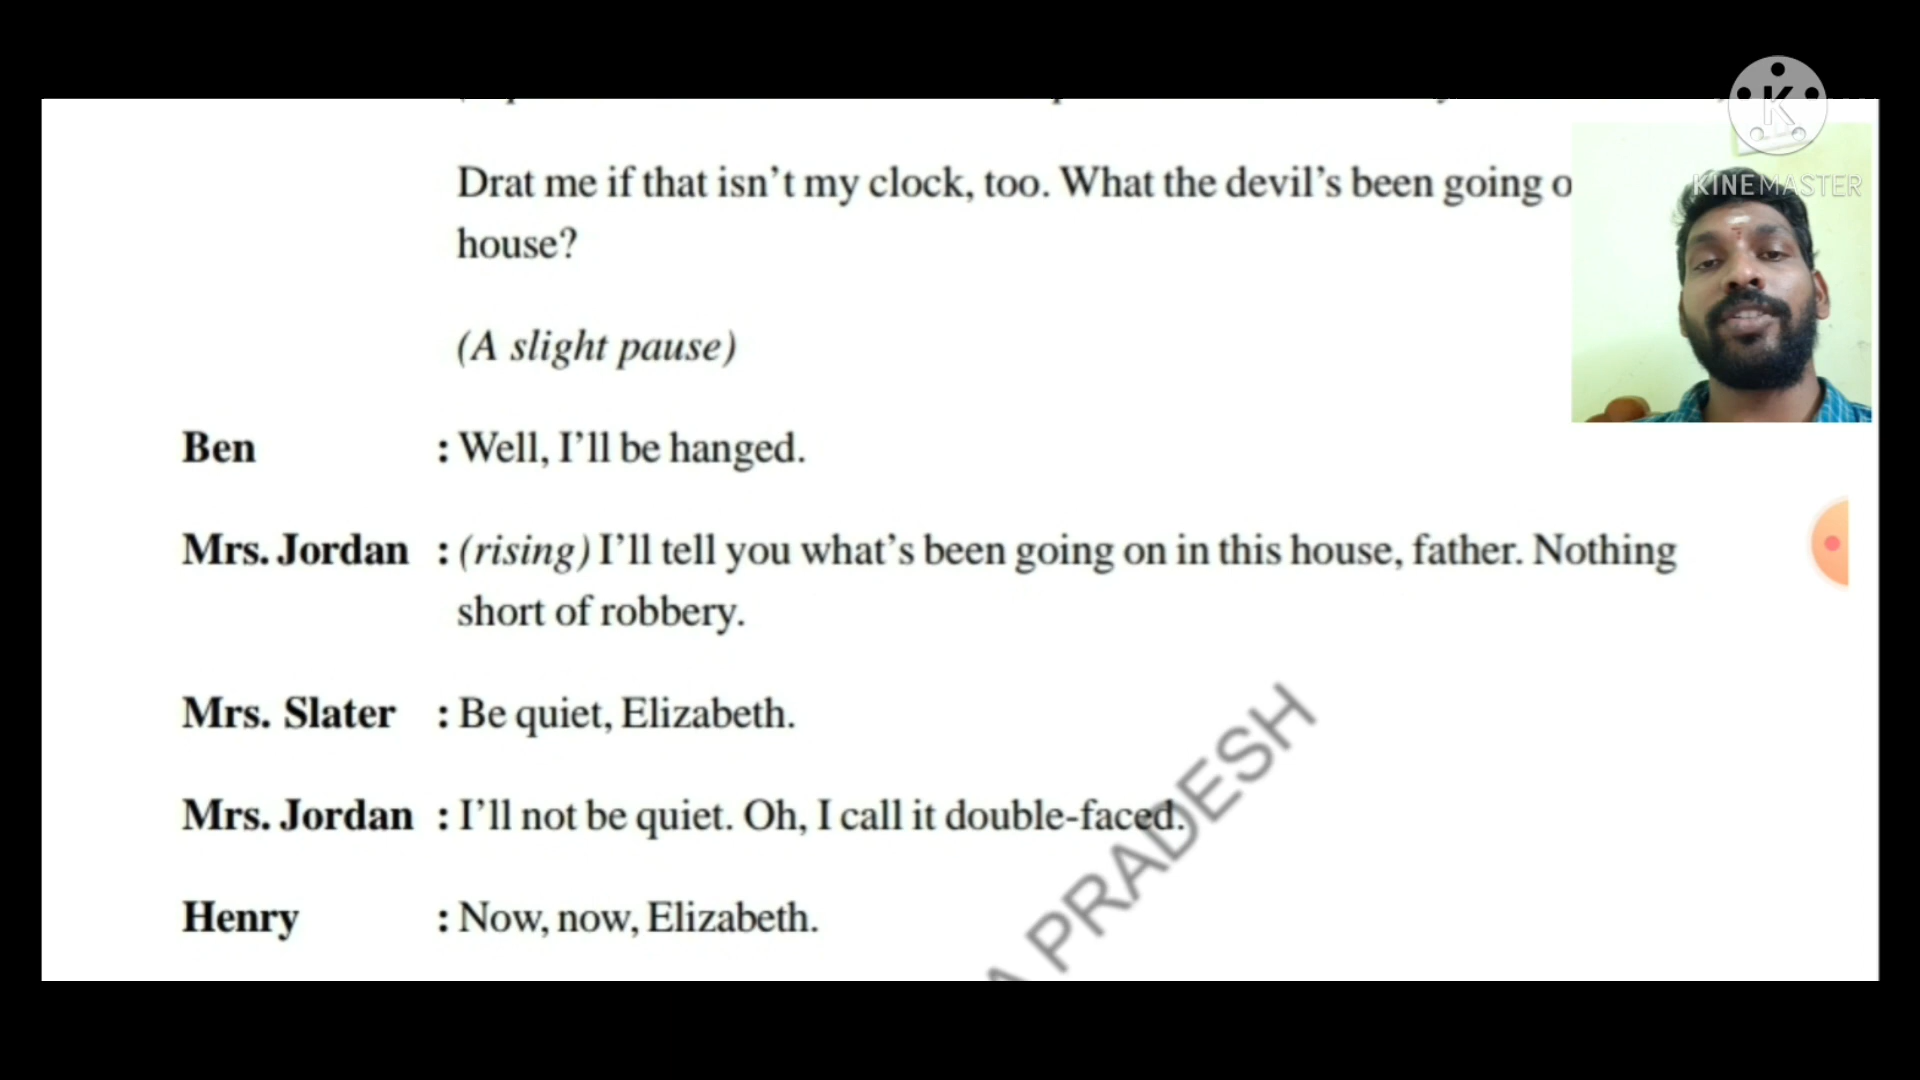 Drat me if that isn't my clock, too. What the devil's been going o
house?
(A slight pause)
Ben : Well, I'll be hanged.
Mrs. Jordan : (rising) I'll tell you what's been going on in this house, father. Nothing
short of robbery.
Mrs. Slater : Be quiet, Elizabeth.
Mrs. Jordan : I'll not be quiet. Oh, I call it double-faced.
Henry : Now, now, Elizabeth.
A PRADESH
K
KINEMASTER